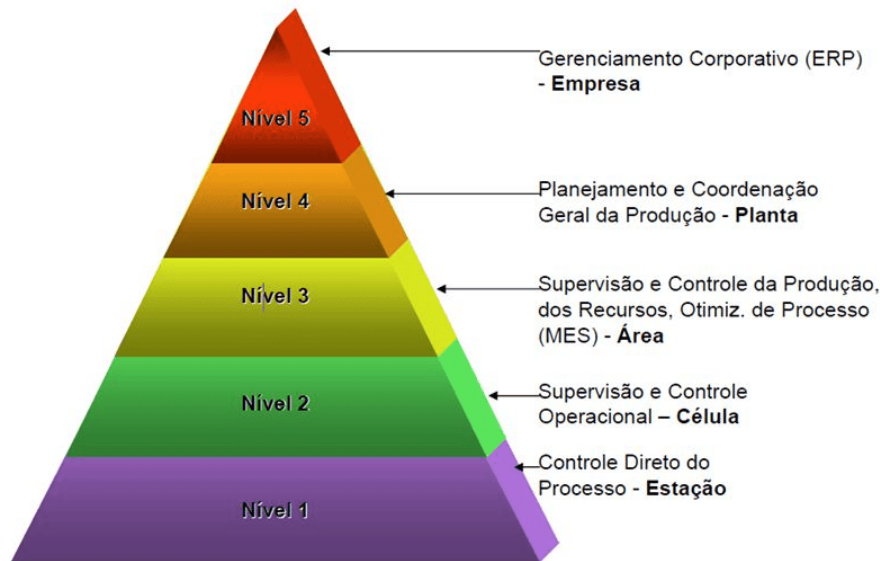 Gerenciamento Corporativo (ERP)
- Empresa
Nível 5
Planejamento e Coordenação
Geral da Produção - Planta
Nível 4
Supervisão e Controle da Produção,
dos Recursos, Otimiz. de Processo
(MES) - Área
Nível 3
Supervisão e Controle
Operacional – Célula
Nível 2
Controle Direto do
Processo - Estação
Nível 1